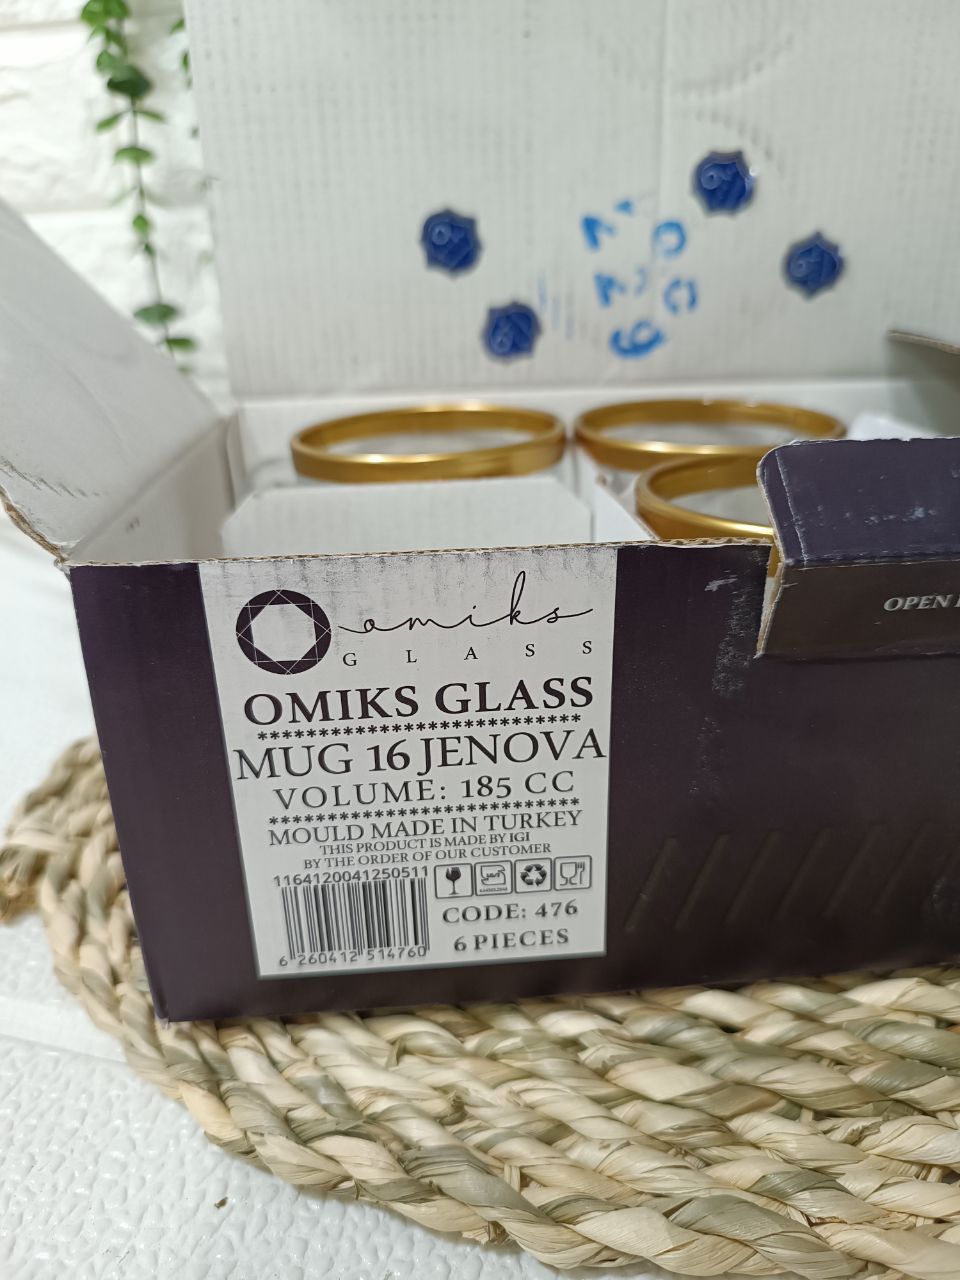 omiks
GLASS
OMIKS GLASS
************************
MUG 16 JENOVA
VOLUME: 185 CC
************************
MOULD MADE IN TURKEY
THIS PRODUCT IS MADE BY IGI
BY THE ORDER OF OUR CUSTOMER
1164120041250511
6 260412 514760
CODE: 476
6 PIECES
OPEN